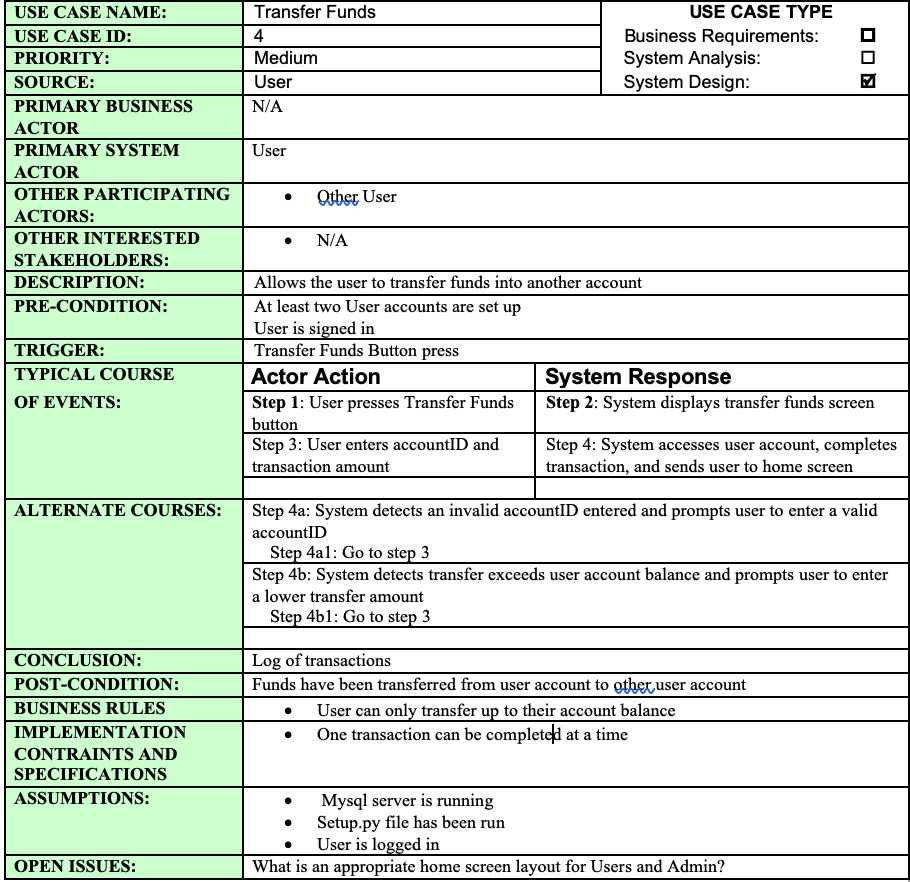 USE CASE NAME: Transfer Funds USE CASE TYPE
USE CASE ID: 4 Business Requirements: ☐
PRIORITY: Medium System Analysis: ☐
SOURCE: User System Design: ☑
PRIMARY BUSINESS N/A
ACTOR
PRIMARY SYSTEM User
ACTOR
OTHER PARTICIPATING • Other User
ACTORS:
OTHER INTERESTED • N/A
STAKEHOLDERS:
DESCRIPTION: Allows the user to transfer funds into another account
PRE-CONDITION: At least two User accounts are set up
User is signed in
TRIGGER: Transfer Funds Button press
TYPICAL COURSE Actor Action System Response
OF EVENTS: Step 1: User presses Transfer Funds Step 2: System displays transfer funds screen
button
Step 3: User enters accountID and Step 4: System accesses user account, completes
transaction amount transaction, and sends user to home screen
ALTERNATE COURSES: Step 4a: System detects an invalid accountID entered and prompts user to enter a valid
accountID
Step 4a1: Go to step 3
Step 4b: System detects transfer exceeds user account balance and prompts user to enter
a lower transfer amount
Step 4b1: Go to step 3
CONCLUSION: Log of transactions
POST-CONDITION: Funds have been transferred from user account to other user account
BUSINESS RULES • User can only transfer up to their account balance
IMPLEMENTATION • One transaction can be completed at a time
CONTRAINTS AND
SPECIFICATIONS
ASSUMPTIONS: • Mysql server is running
• Setup.py file has been run
• User is logged in
OPEN ISSUES: What is an appropriate home screen layout for Users and Admin?